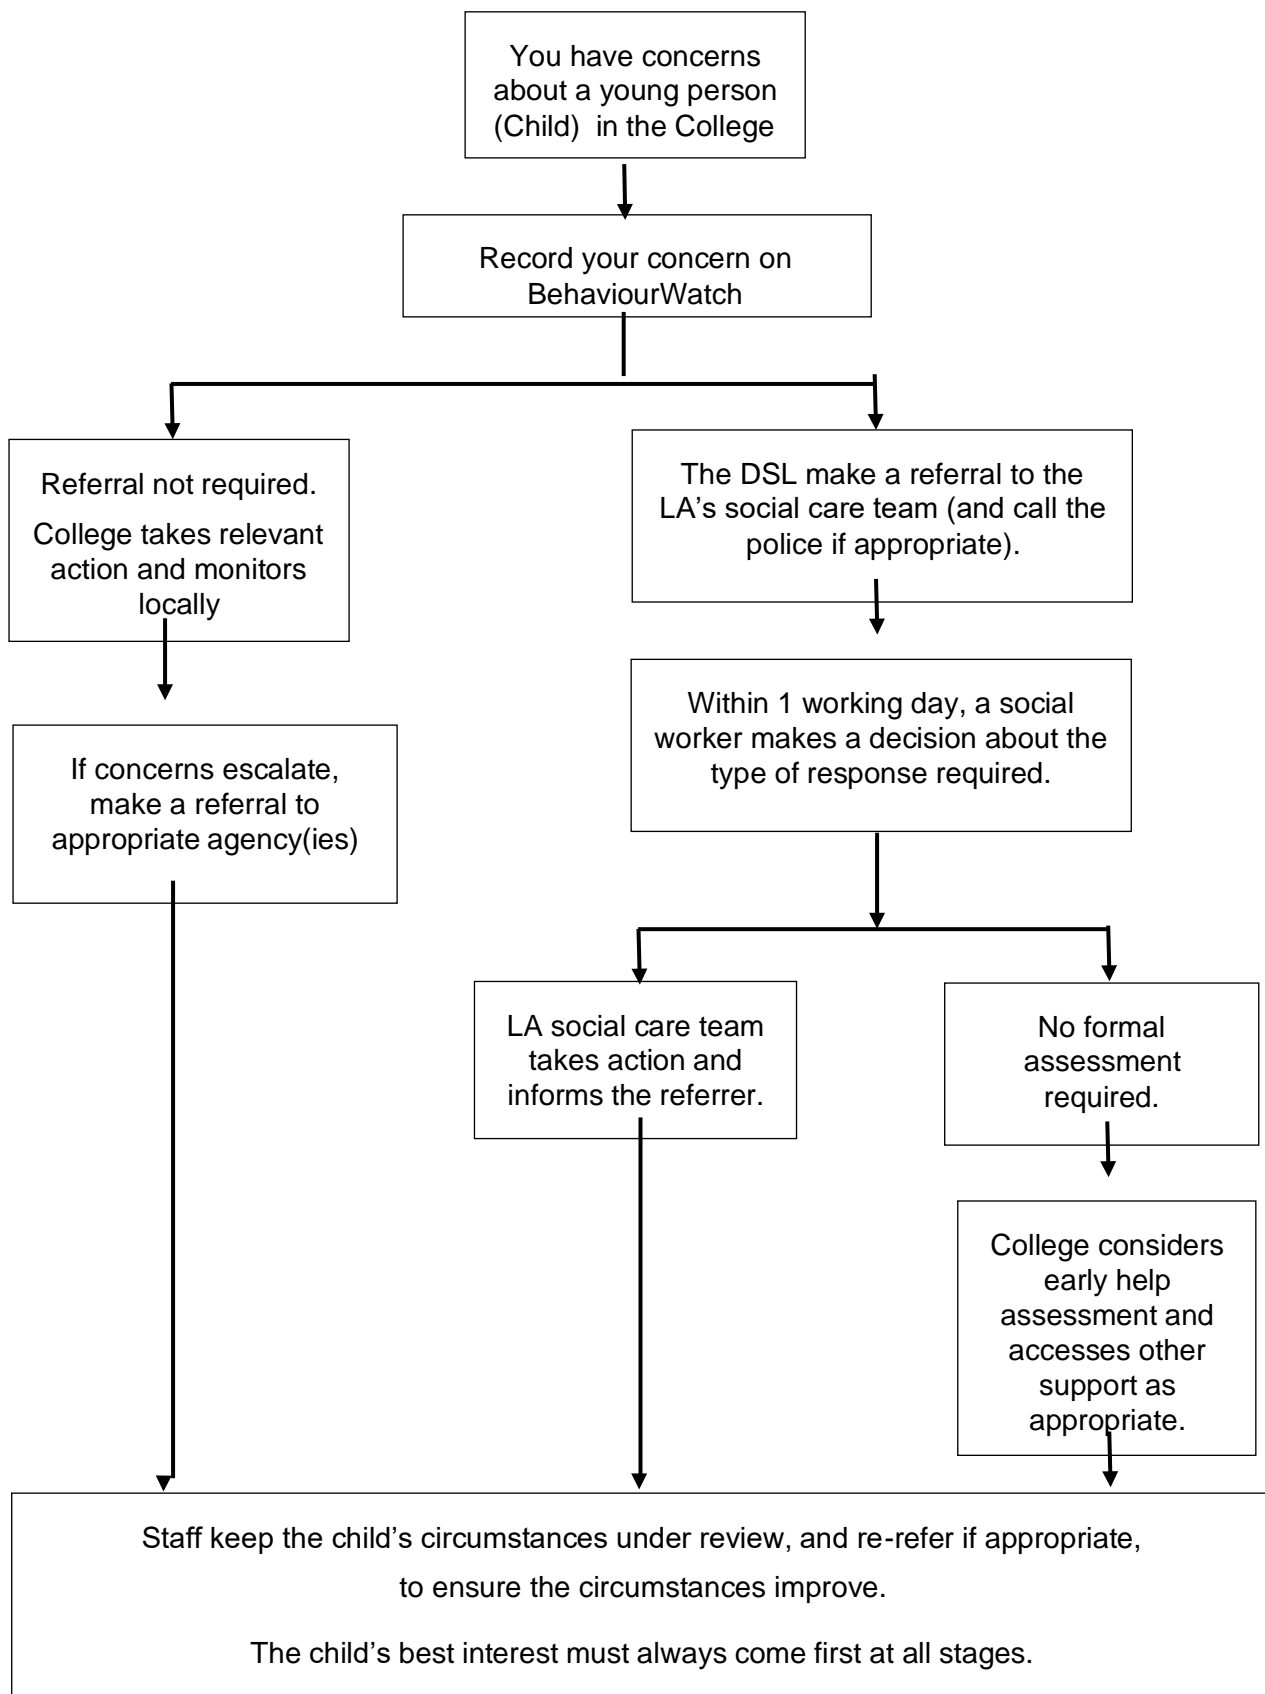 You have concerns
about a young person
(Child) in the College
Record your concern on
BehaviourWatch
Referral not required.
College takes relevant
action and monitors
locally
The DSL make a referral to the
LA’s social care team (and call the
police if appropriate).
If concerns escalate,
make a referral to
appropriate agency(ies)
Within 1 working day, a social
worker makes a decision about the
type of response required.
LA social care team
takes action and
informs the referrer.
No formal
assessment
required.
College considers
early help
assessment and
accesses other
support as
appropriate.
Staff keep the child’s circumstances under review, and re-refer if appropriate,
to ensure the circumstances improve.
The child’s best interest must always come first at all stages.